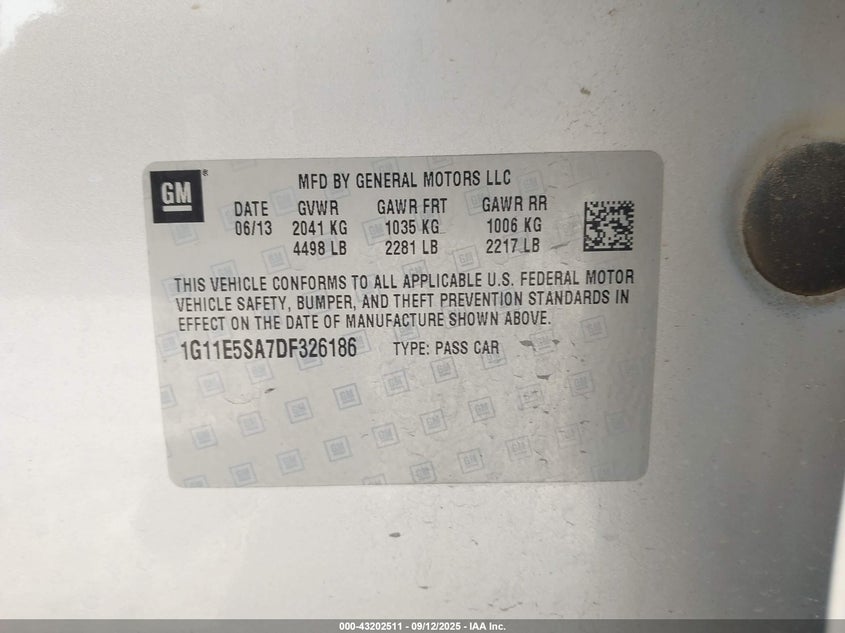 GM ®
MFD BY GENERAL MOTORS LLC
DATE GVWR GAWR FRT GAWR RR
06/13 2041 KG 1035 KG 1006 KG
4498 LB 2281 LB 2217 LB
THIS VEHICLE CONFORMS TO ALL APPLICABLE U.S. FEDERAL MOTOR
VEHICLE SAFETY, BUMPER, AND THEFT PREVENTION STANDARDS IN
EFFECT ON THE DATE OF MANUFACTURE SHOWN ABOVE.
1G11E5SA7DF326186 TYPE: PASS CAR
000-43202511 - 09/12/2025 - IAA Inc.